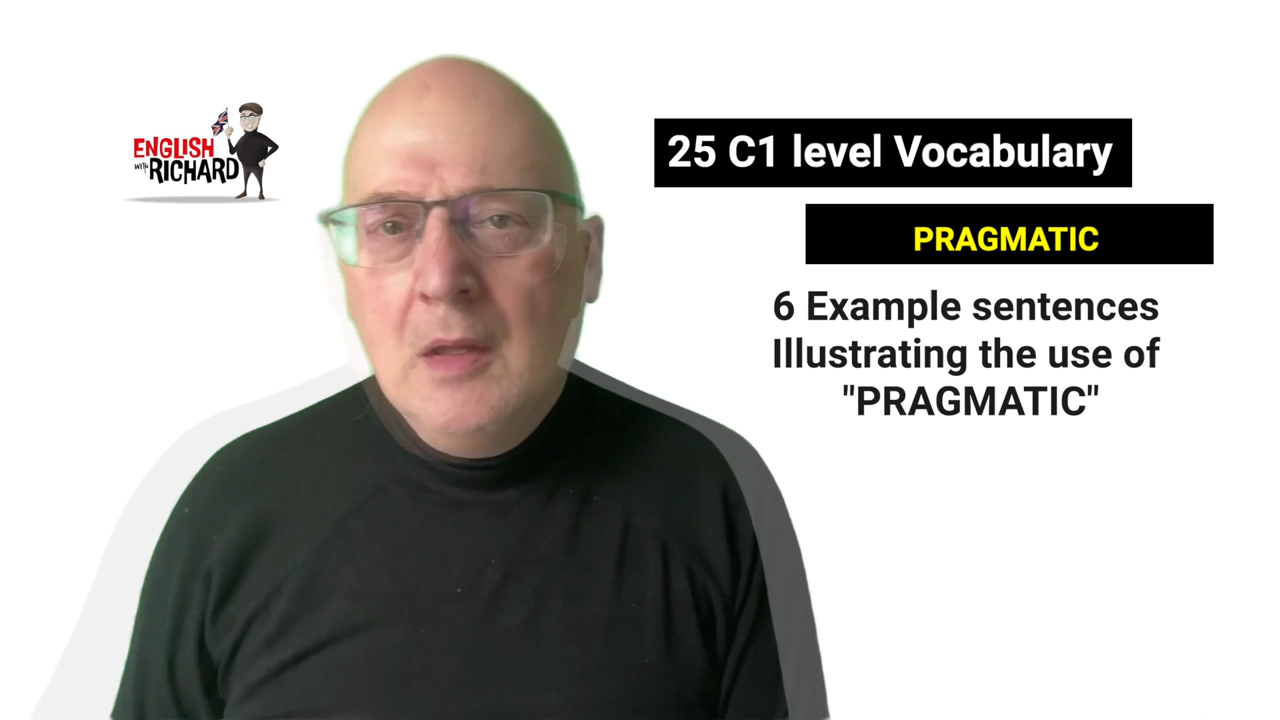 ENGLISH
WITH RICHARD
25 C1 level Vocabulary
PRAGMATIC
6 Example sentences
Illustrating the use of
"PRAGMATIC"